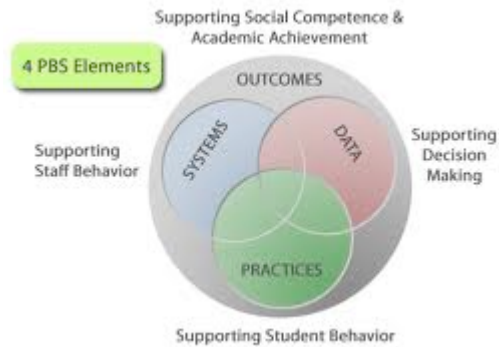 Supporting Social Competence &
Academic Achievement
4 PBS Elements
OUTCOMES
SYSTEMS
DATA
Supporting
Staff Behavior
Supporting
Decision
Making
PRACTICES
Supporting Student Behavior